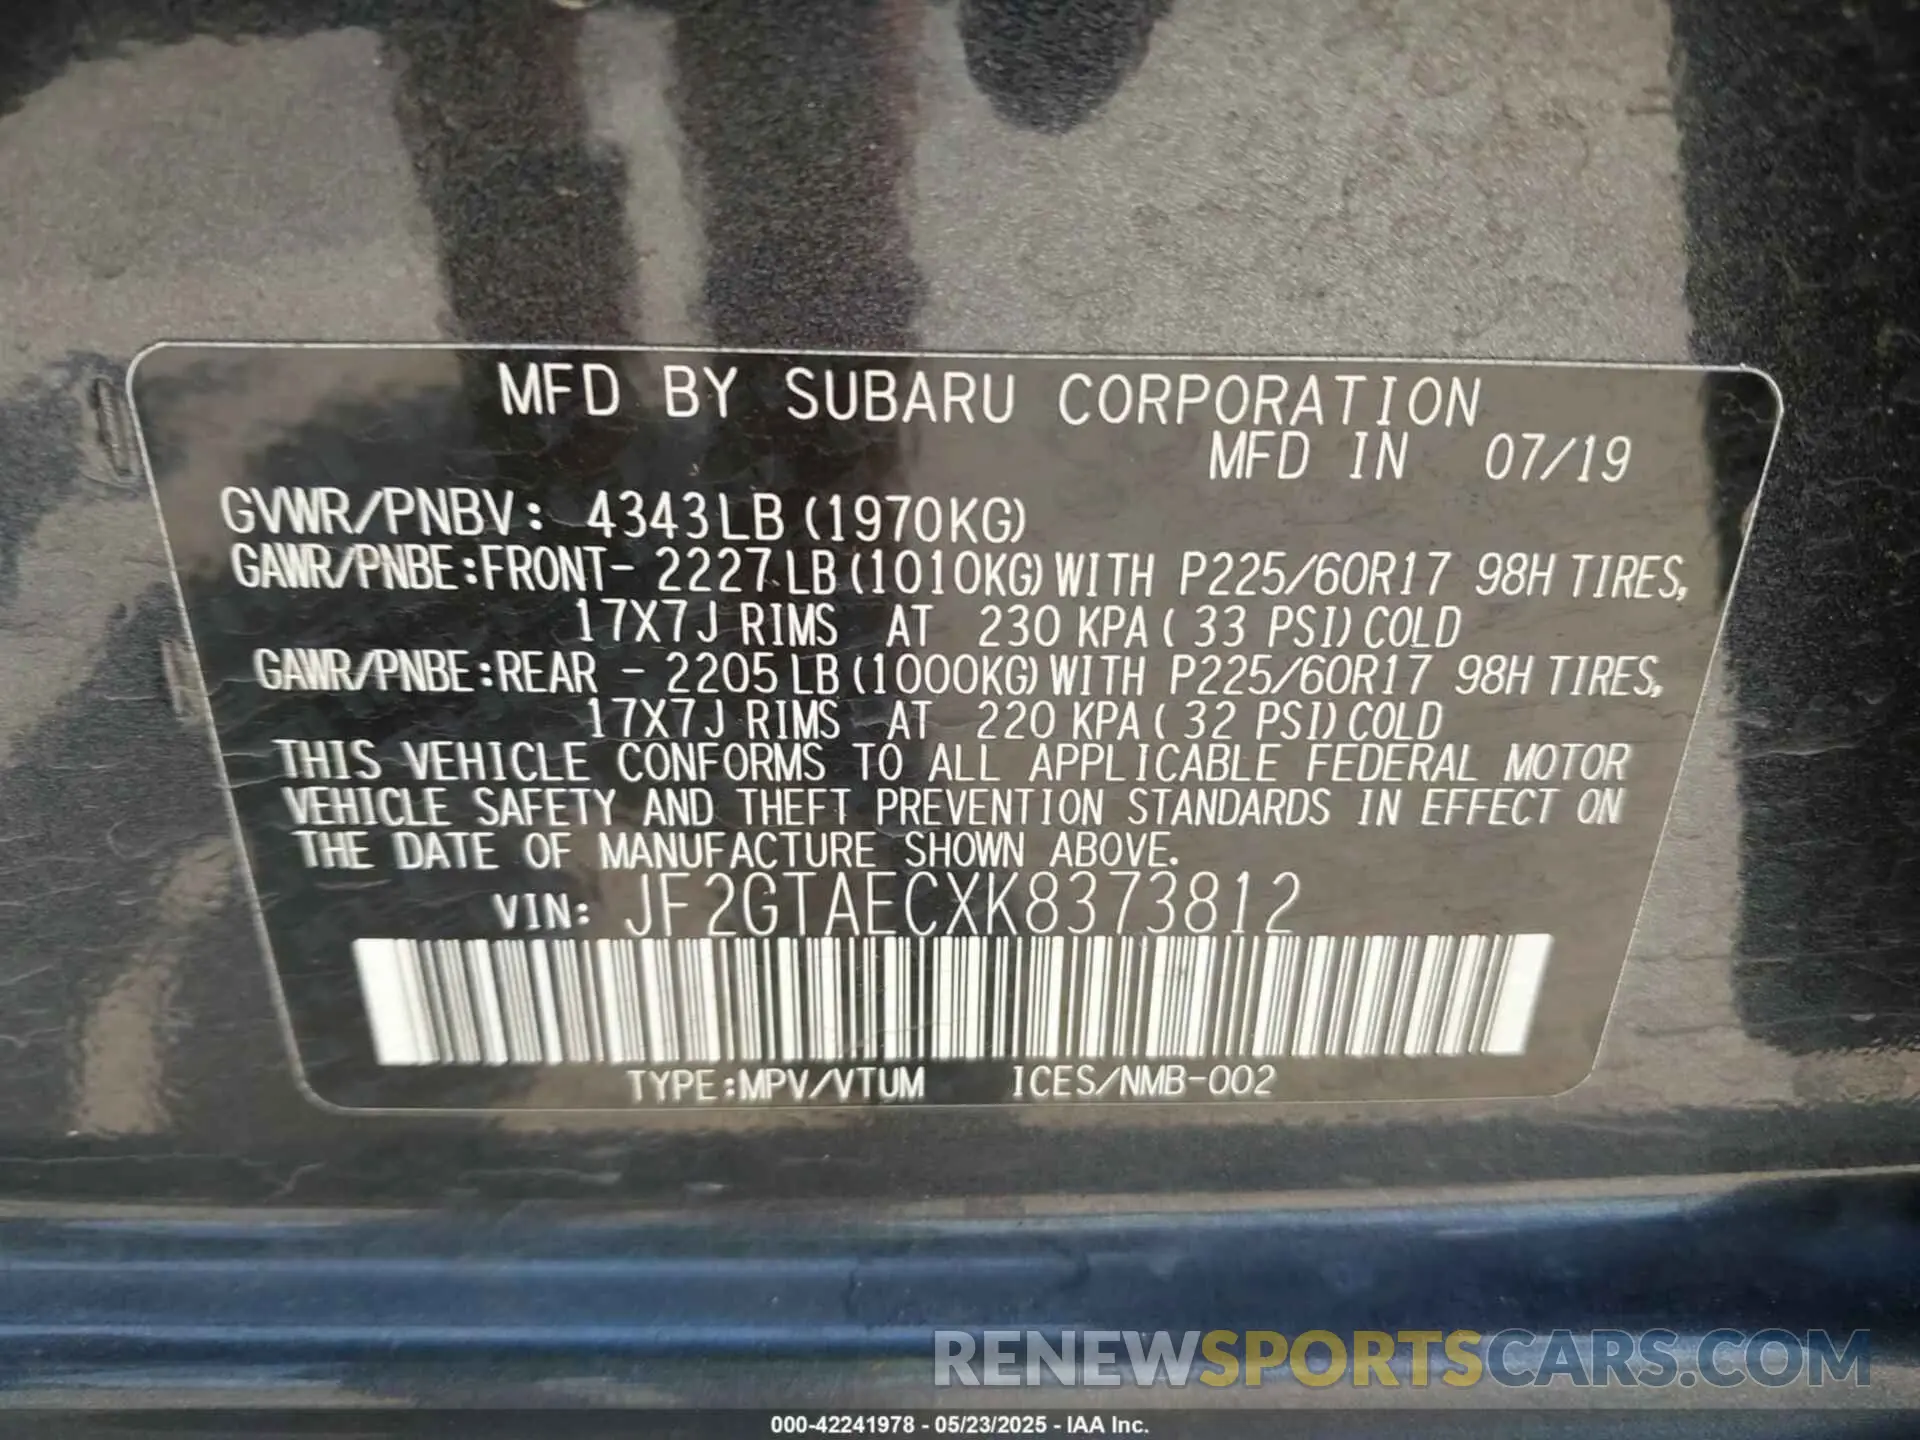 MFD BY SUBARU CORPORATION
MFD IN 07/19
GVWR/PNBV: 4343LB (1970KG)
GAWR/PNBE:FRONT- 2227LB (1010KG) WITH P225/60R17 98H TIRES,
17X7J RIMS AT 230 KPA ( 33 PSI) COLD
GAWR/PNBE:REAR - 2205LB (1000KG) WITH P225/60R17 98H TIRES,
17X7J RIMS AT 220 KPA ( 32 PSI) COLD
THIS VEHICLE CONFORMS TO ALL APPLICABLE FEDERAL MOTOR
VEHICLE SAFETY AND THEFT PREVENTION STANDARDS IN EFFECT ON
THE DATE OF MANUFACTURE SHOWN ABOVE.
VIN: JF2GTAECXK8373812
TYPE:MPV/VTUM ICES/NMB-002
RENEWSPORTSCARS.COM
000-42241978 - 05/23/2025 - IAA Inc.